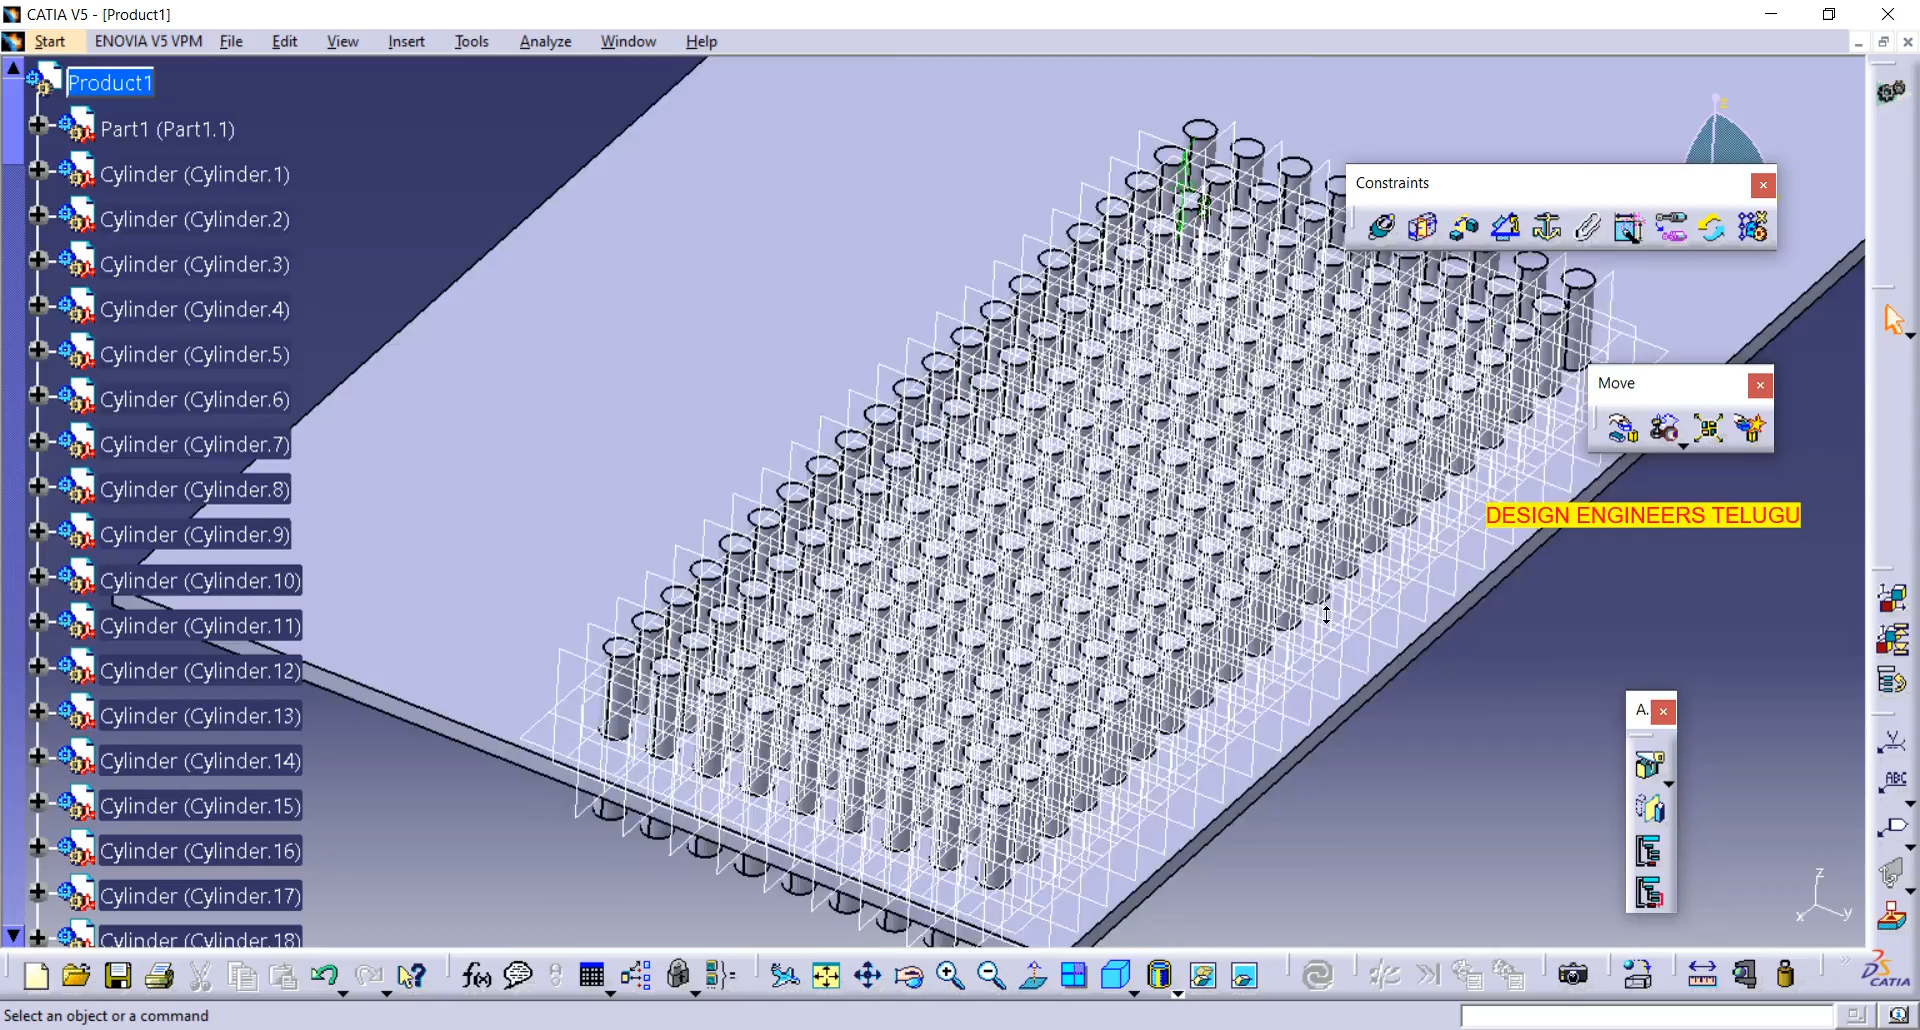 CATIA V5 - [Product1]
Start ENOVIA V5 VPM File Edit View Insert Tools Analyze Window Help
Product1
Part1 (Part1.1)
Cylinder (Cylinder.1)
Cylinder (Cylinder.2)
Cylinder (Cylinder.3)
Cylinder (Cylinder.4)
Cylinder (Cylinder.5)
Cylinder (Cylinder.6)
Cylinder (Cylinder.7)
Cylinder (Cylinder.8)
Cylinder (Cylinder.9)
Cylinder (Cylinder.10)
Cylinder (Cylinder.11)
Cylinder (Cylinder.12)
Cylinder (Cylinder.13)
Cylinder (Cylinder.14)
Cylinder (Cylinder.15)
Cylinder (Cylinder.16)
Cylinder (Cylinder.17)
Cylinder (Cylinder.18)
z
Constraints
Move
DESIGN ENGINEERS TELUGU
A.
ABC
z
x y
f(x)
CATIA
Select an object or a command